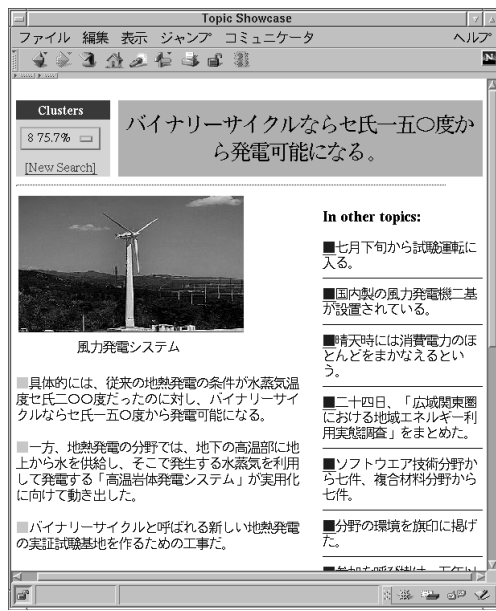 Topic Showcase
ファイル 編集 表示 ジャンプ コミュニケータ ヘルプ
Clusters
8 75.7%
[New Search]
バイナリーサイクルならセ氏一五〇度か
ら発電可能になる。
風力発電システム
■具体的には、従来の地熱発電の条件が水蒸気温
度セ氏二〇〇度だったのに対し、バイナリーサイ
クルならセ氏一五〇度から発電可能になる。
■一方、地熱発電の分野では、地下の高温部に地
上から水を供給し、そこで発生する水蒸気を利用
して発電する「高温岩体発電システム」が実用化
に向けて動き出した。
■バイナリーサイクルと呼ばれる新しい地熱発電
の実証試験基地を作るための工事だ。
In other topics:
■七月下旬から試験運転に
入る。
■国内製の風力発電機二基
が設置されている。
■晴天時には消費電力のほ
とんどをまかなえるとい
う。
■二十四日、「広域関東圏
における地域エネルギー利
用実態調査」をまとめた。
■ソフトウエア技術分野か
ら七件、複合材料分野から
七件。
■分野の環境を旗印に掲げ
た。